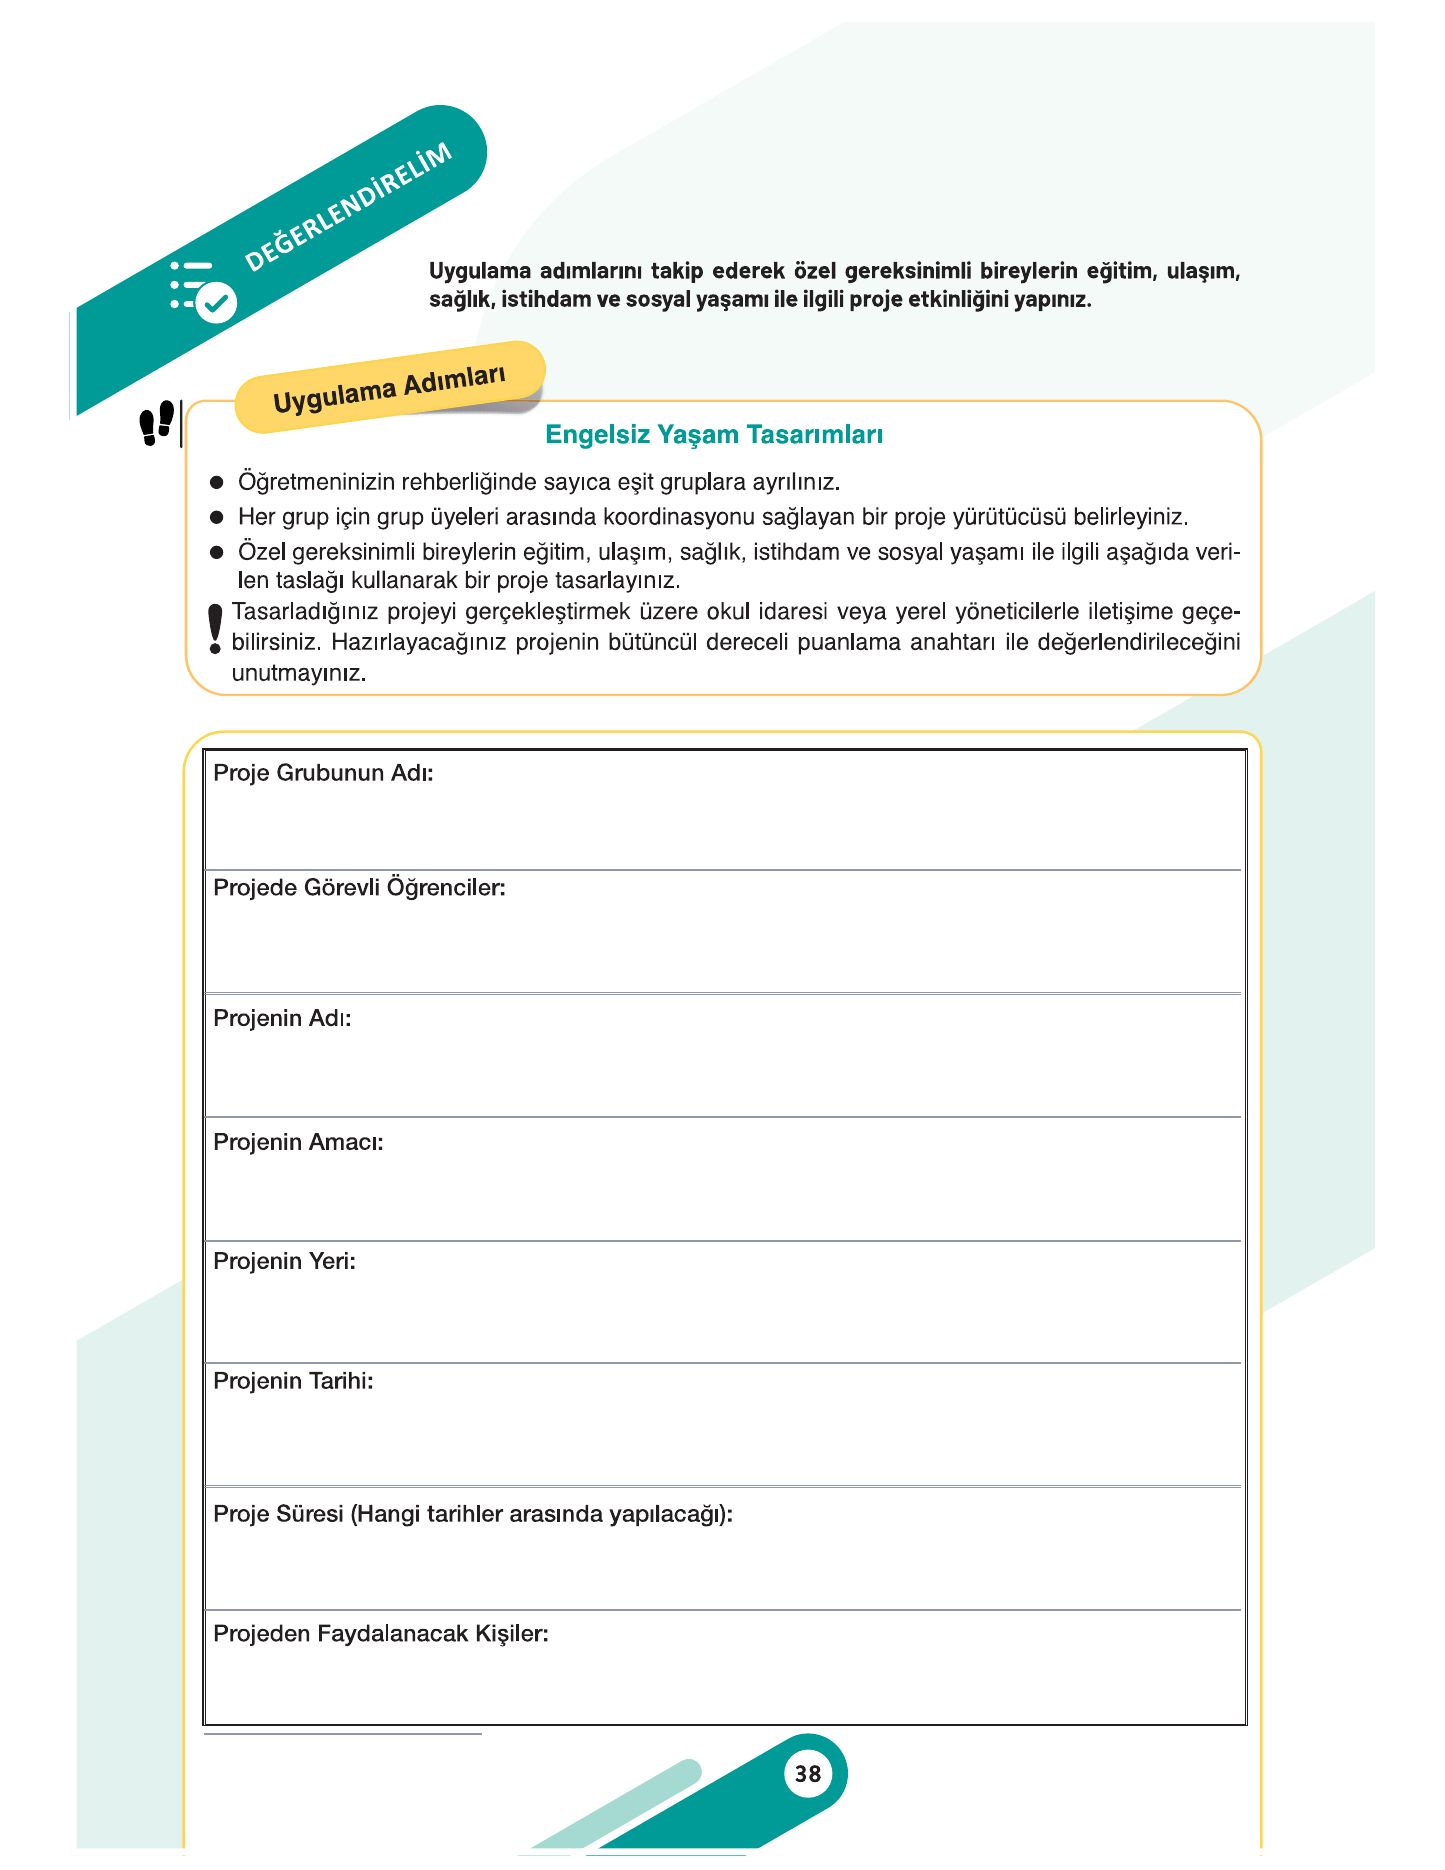 DEĞERLENDİRELİM
Uygulama adımlarını takip ederek özel gereksinimli bireylerin eğitim, ulaşım,
sağlık, istihdam ve sosyal yaşamı ile ilgili proje etkinliğini yapınız.
Uygulama Adımları
Engelsiz Yaşam Tasarımları
● Öğretmeninizin rehberliğinde sayıca eşit gruplara ayrılınız.
● Her grup için grup üyeleri arasında koordinasyonu sağlayan bir proje yürütücüsü belirleyiniz.
● Özel gereksinimli bireylerin eğitim, ulaşım, sağlık, istihdam ve sosyal yaşamı ile ilgili aşağıda veri-
len taslağı kullanarak bir proje tasarlayınız.
Tasarladığınız projeyi gerçekleştirmek üzere okul idaresi veya yerel yöneticilerle iletişime geçe-
bilirsiniz. Hazırlayacağınız projenin bütüncül dereceli puanlama anahtarı ile değerlendirileceğini
unutmayınız.
Proje Grubunun Adı:
Projede Görevli Öğrenciler:
Projenin Adı:
Projenin Amacı:
Projenin Yeri:
Projenin Tarihi:
Proje Süresi (Hangi tarihler arasında yapılacağı):
Projeden Faydalanacak Kişiler:
38